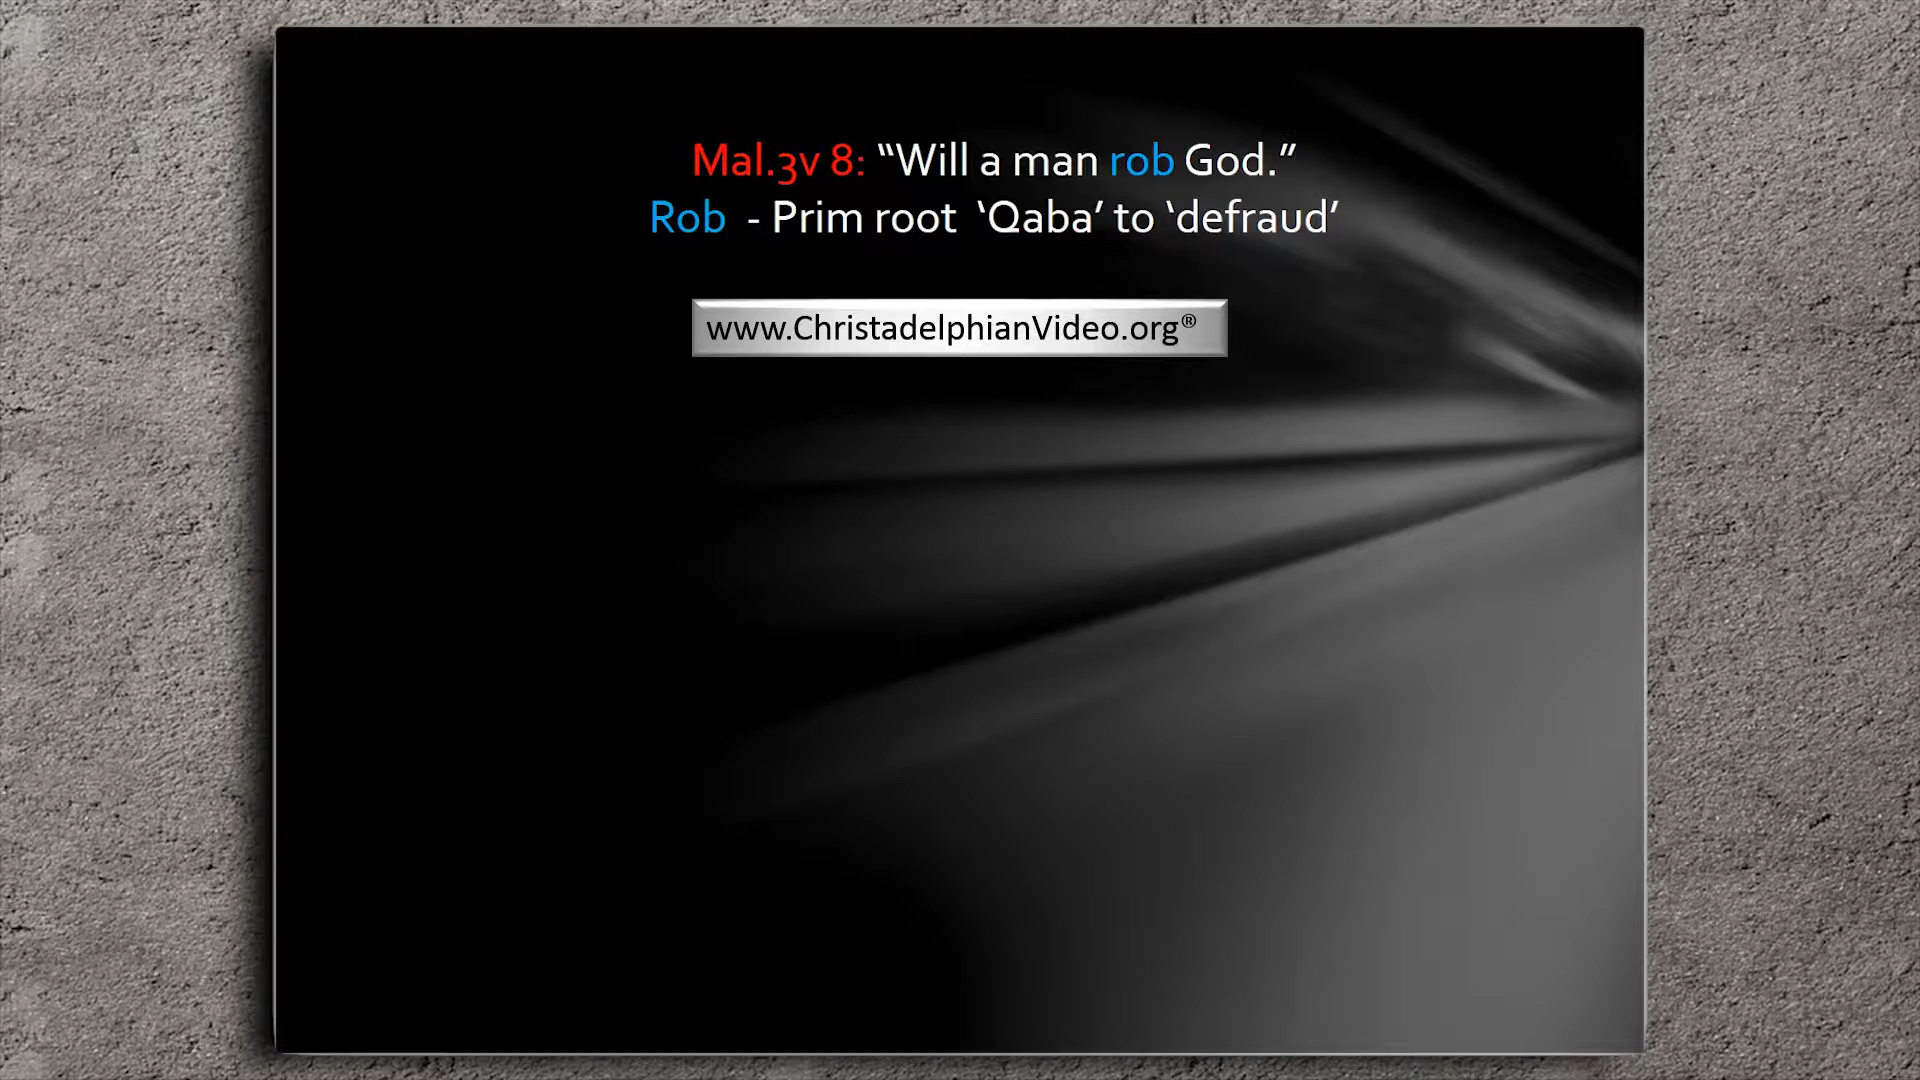 Mal.3v 8: “Will a man rob God.”
Rob - Prim root ‘Qaba’ to ‘defraud’
www.ChristadelphianVideo.org®